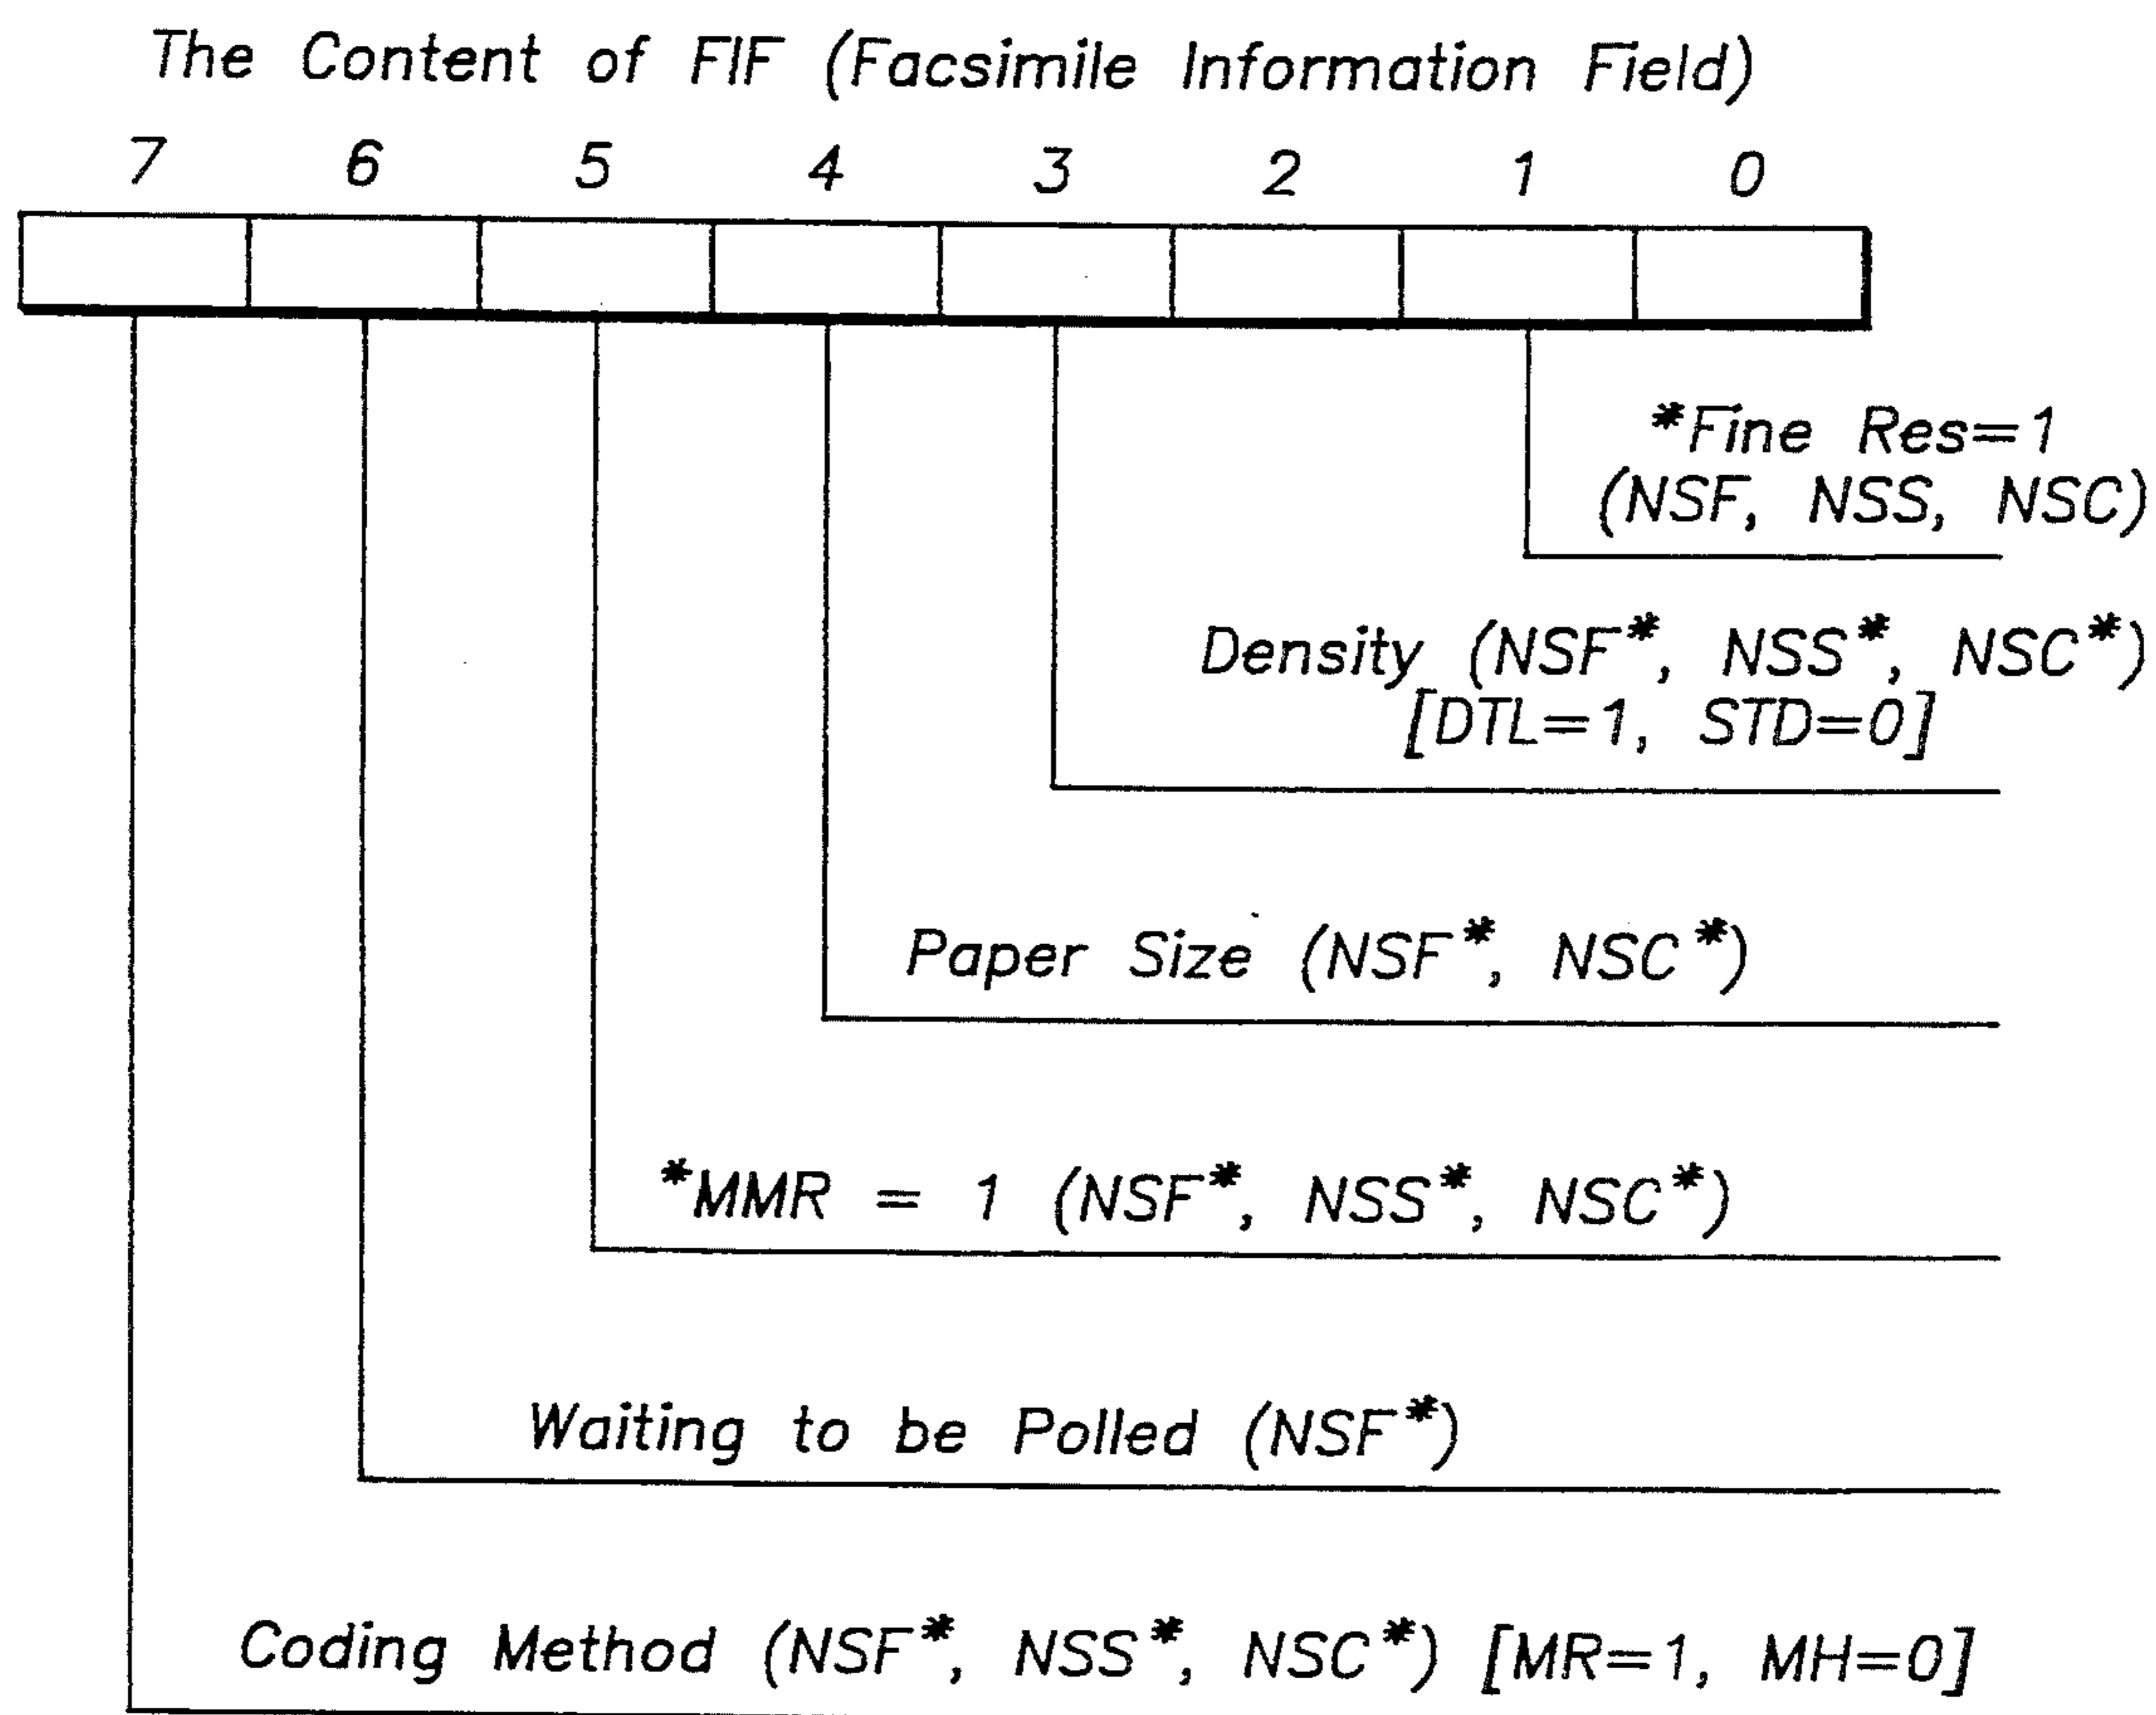 The Content of FIF (Facsimile Information Field)
7 6 5 4 3 2 1 0
*Fine Res=1
(NSF, NSS, NSC)
Density (NSF*, NSS*, NSC*)
[DTL=1, STD=0]
Paper Size (NSF*, NSC*)
*MMR = 1 (NSF*, NSS*, NSC*)
Waiting to be Polled (NSF*)
Coding Method (NSF*, NSS*, NSC*) [MR=1, MH=0]